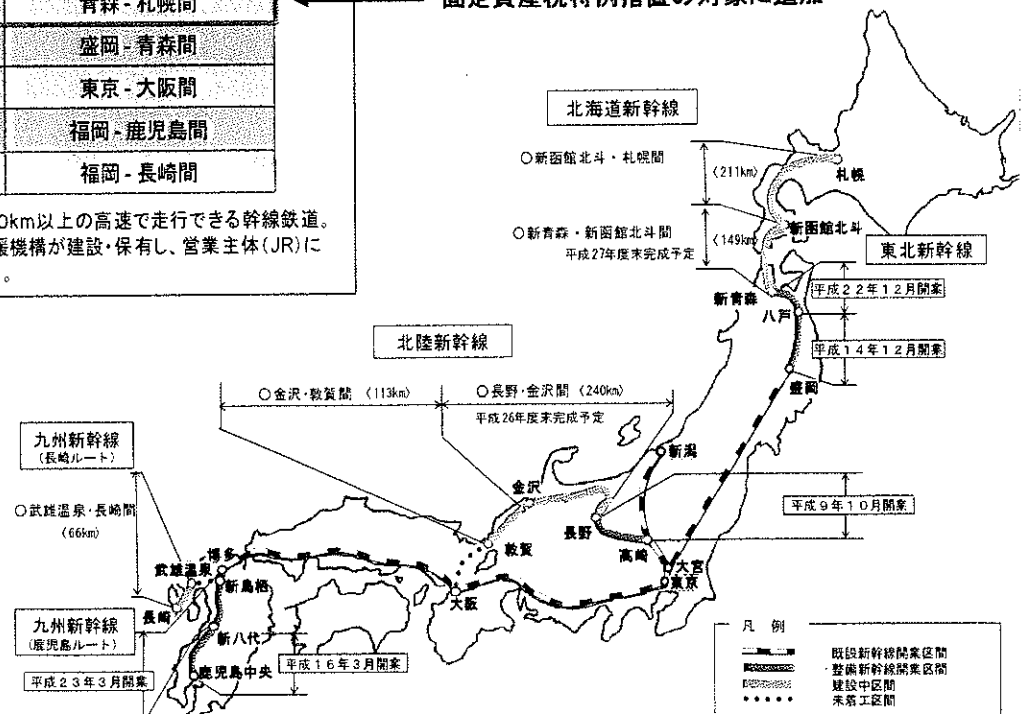 固定資産税特例措置の対象に追加
青森-札幌間
盛岡-青森間
東京-大阪間
福岡-鹿児島間
福岡-長崎間
0km以上の高速で走行できる幹線鉄道。
援機構が建設・保有し、営業主体(JR)に
。
北海道新幹線
○新函館北斗・札幌間
〈211km〉
札幌
○新青森・新函館北斗間
平成27年度末完成予定
〈149km〉
新函館北斗
東北新幹線
新青森
平成22年12月開業
八戸
平成14年12月開業
盛岡
北陸新幹線
○金沢・敦賀間 〈113km〉
○長野・金沢間 〈240km〉
平成26年度末完成予定
新潟
金沢
長野
高崎
平成9年10月開業
敦賀
大宮
東京
大阪
九州新幹線
(長崎ルート)
○武雄温泉・長崎間
〈66km〉
博多
武雄温泉
新鳥栖
長崎
九州新幹線
(鹿児島ルート)
新八代
平成16年3月開業
鹿児島中央
平成23年3月開業
凡 例
既設新幹線開業区間
整備新幹線開業区間
建設中区間
未着工区間